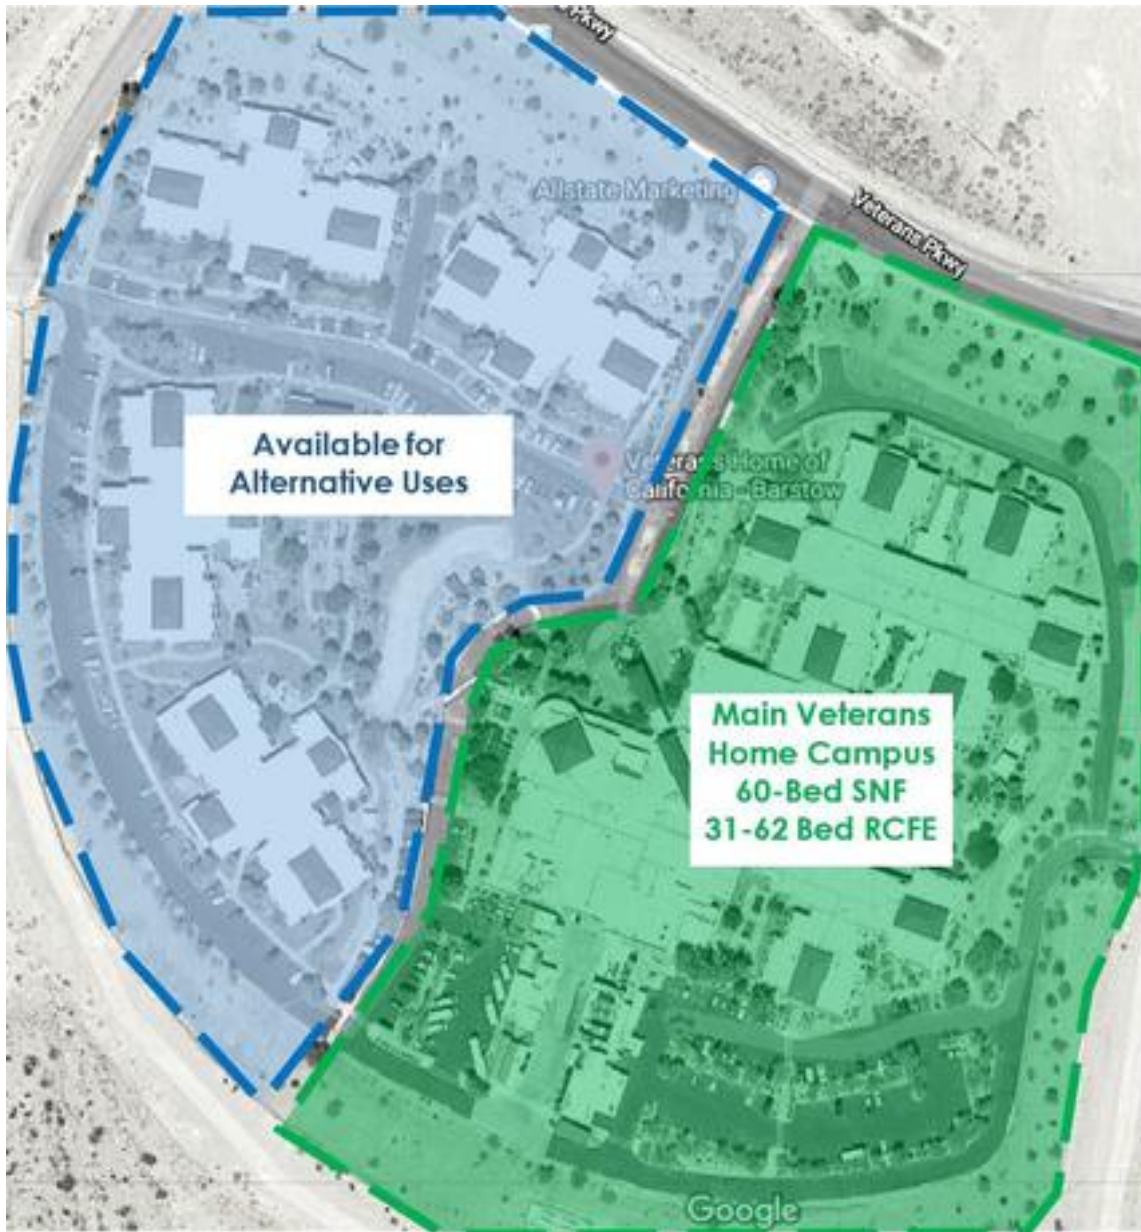 Pkwy
Allstate Marketing
Veterans Pkwy
Available for
Alternative Uses
Veterans Home of
California - Barstow
Main Veterans
Home Campus
60-Bed SNF
31-62 Bed RCFE
Google